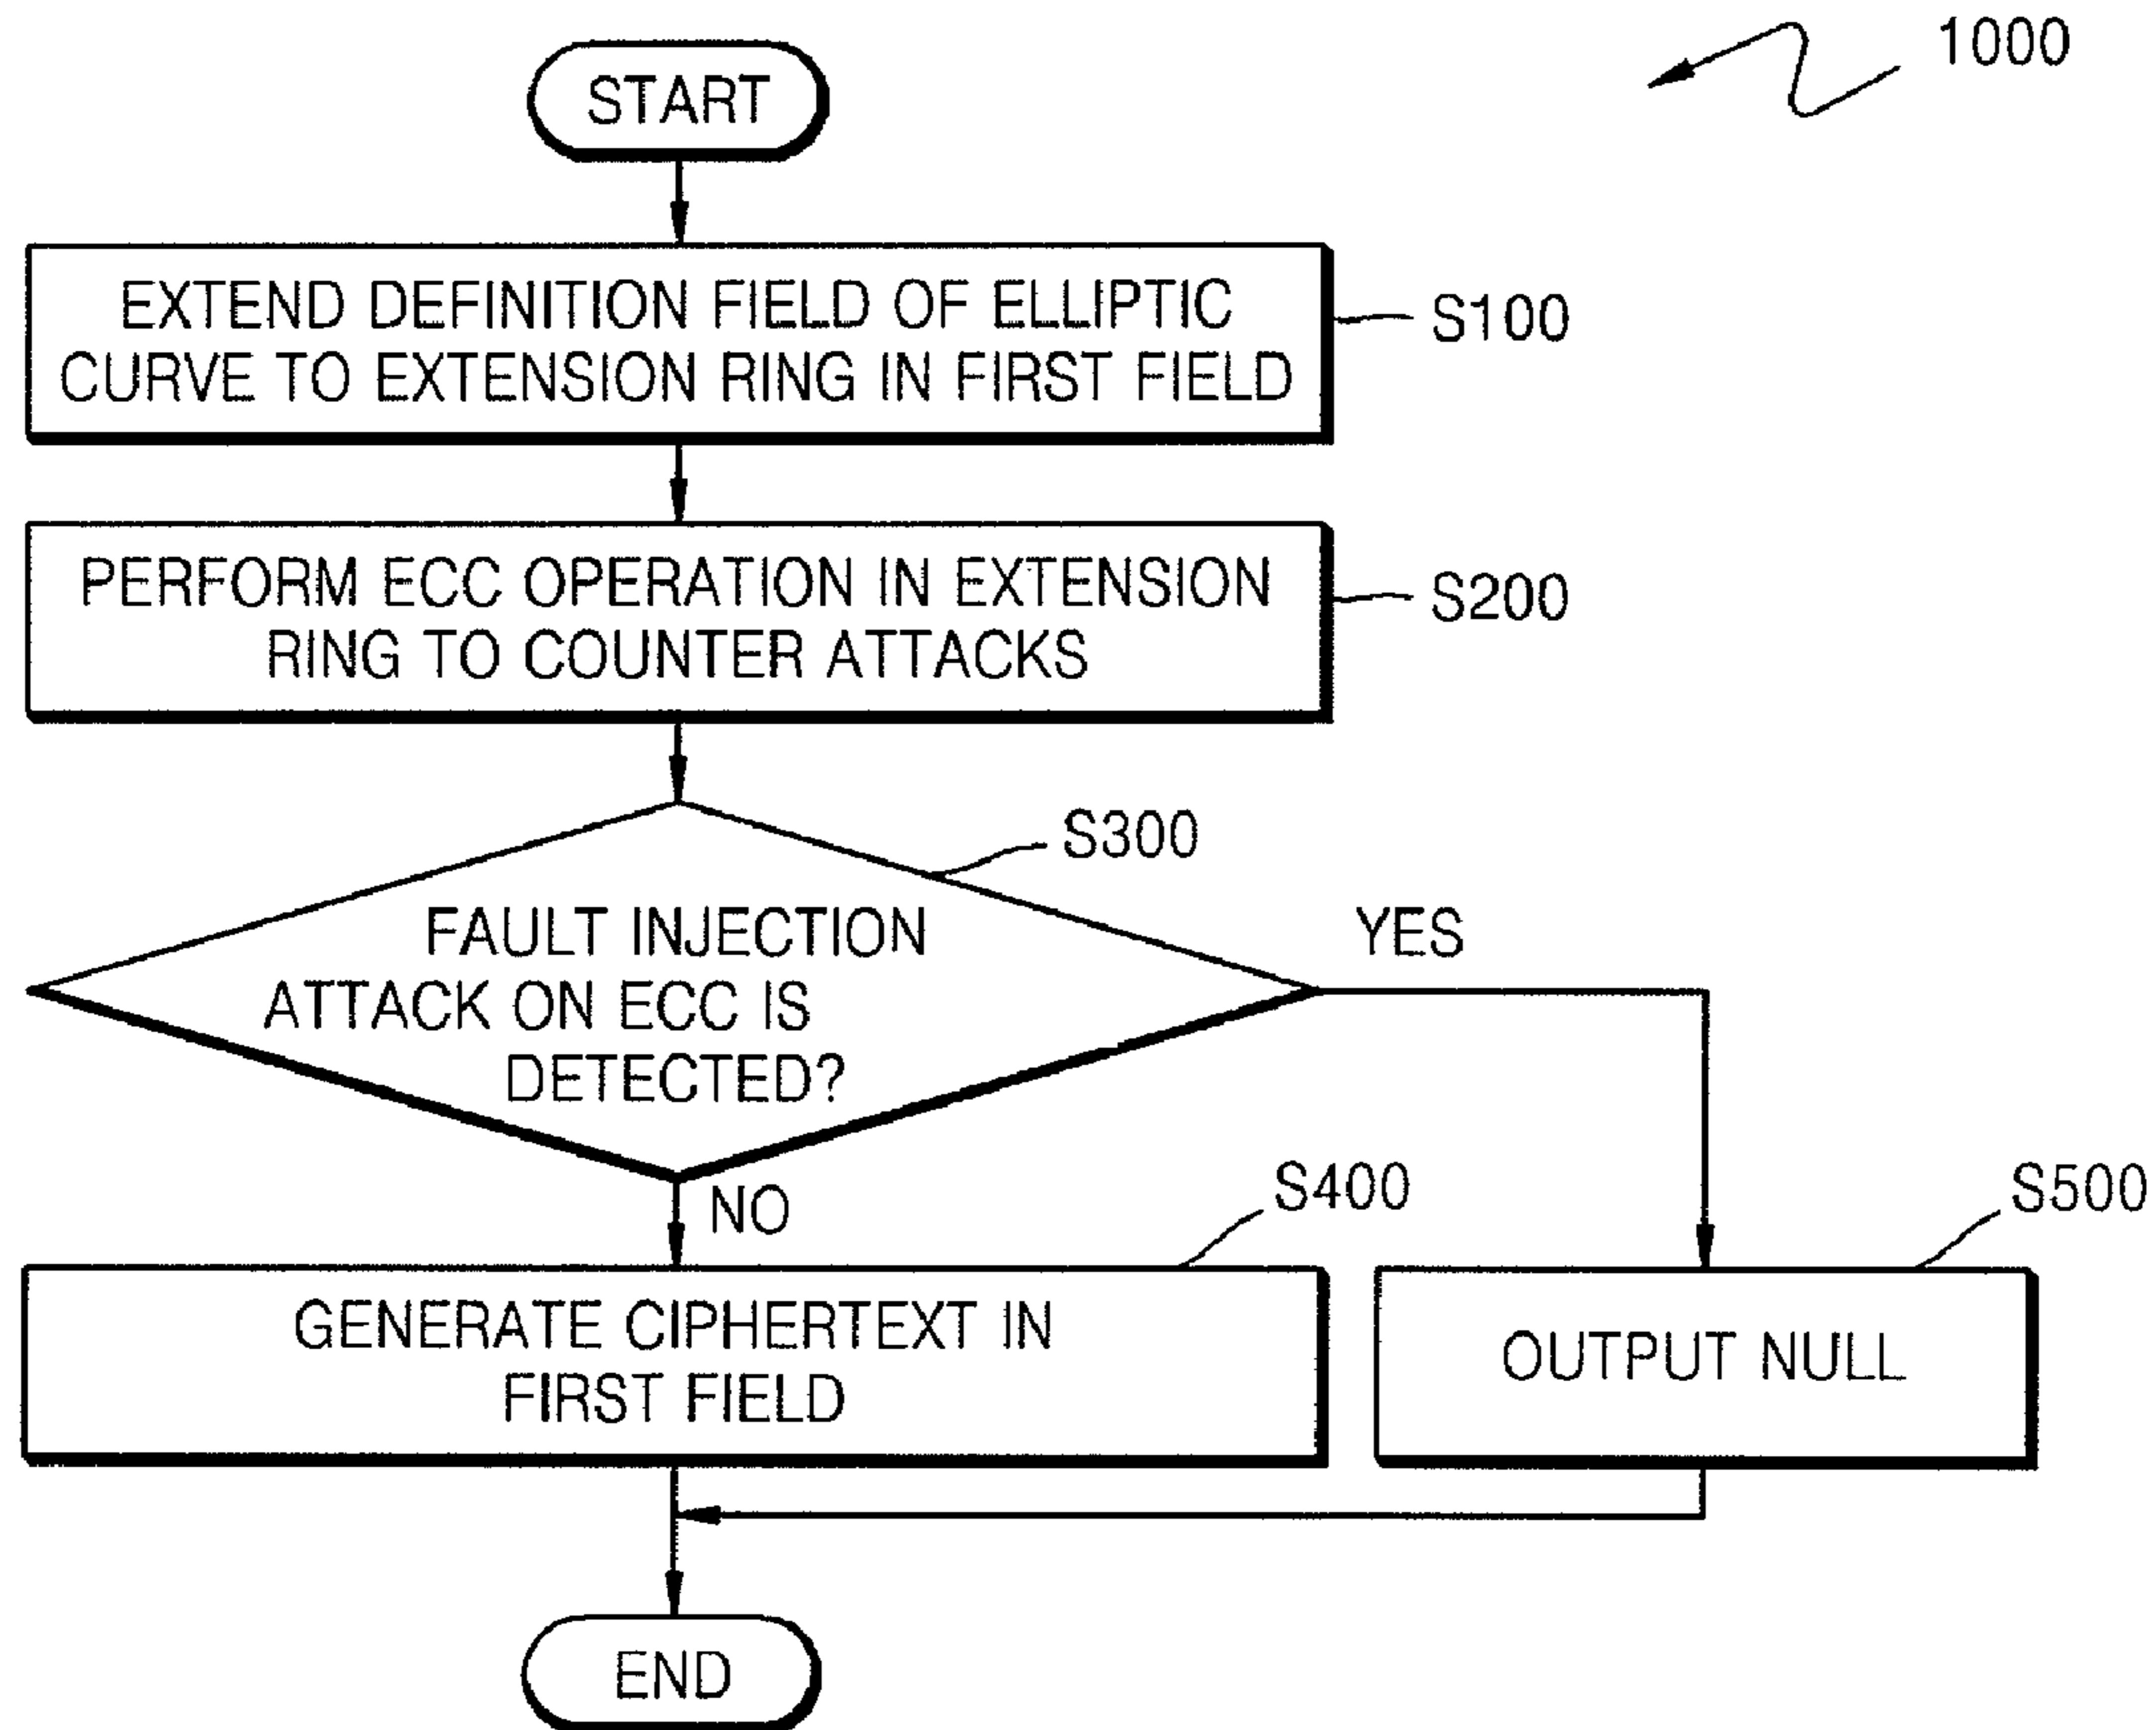 1000
START
EXTEND DEFINITION FIELD OF ELLIPTIC
CURVE TO EXTENSION RING IN FIRST FIELD
S100
PERFORM ECC OPERATION IN EXTENSION
RING TO COUNTER ATTACKS
S200
S300
FAULT INJECTION
ATTACK ON ECC IS
DETECTED?
YES
NO
S400
S500
GENERATE CIPHERTEXT IN
FIRST FIELD
OUTPUT NULL
END